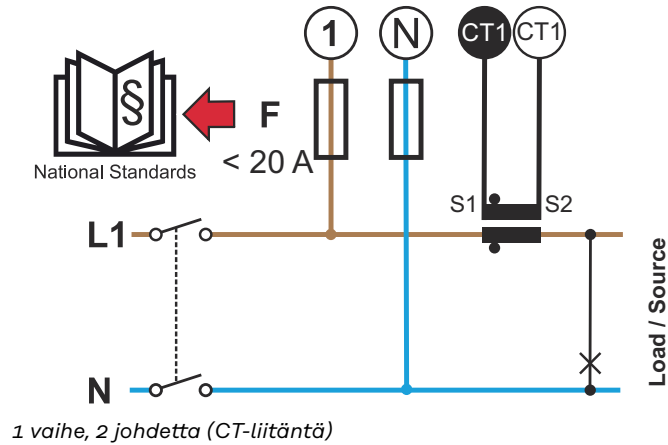 1 N CT1 CT1
§
F
National Standards
< 20 A
S1 S2
L1
Load / Source
N
1 vaihe, 2 johdetta (CT-liitäntä)